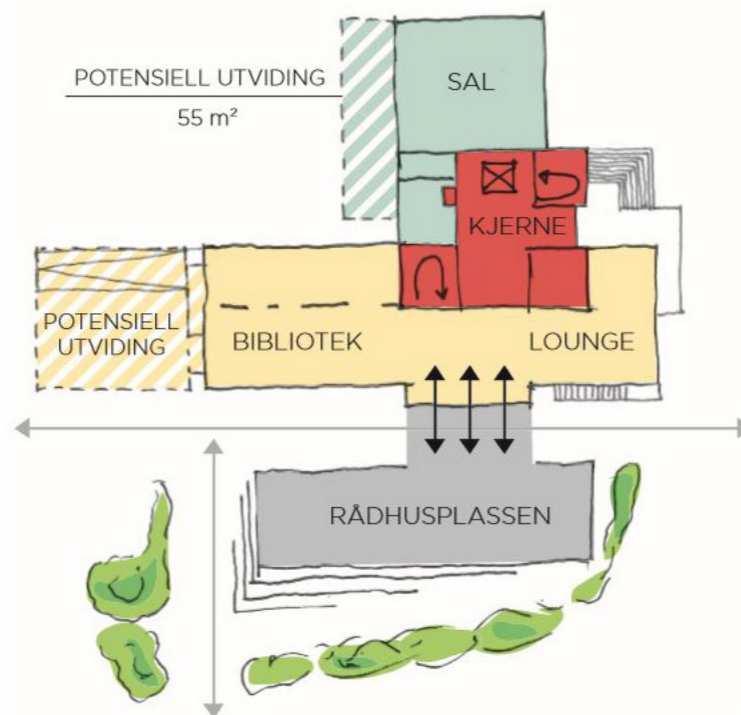 POTENSIELL UTVIDING
55 m²
SAL
KJERNE
POTENSIELL
UTVIDING
BIBLIOTEK
LOUNGE
RÅDHUSPLASSEN